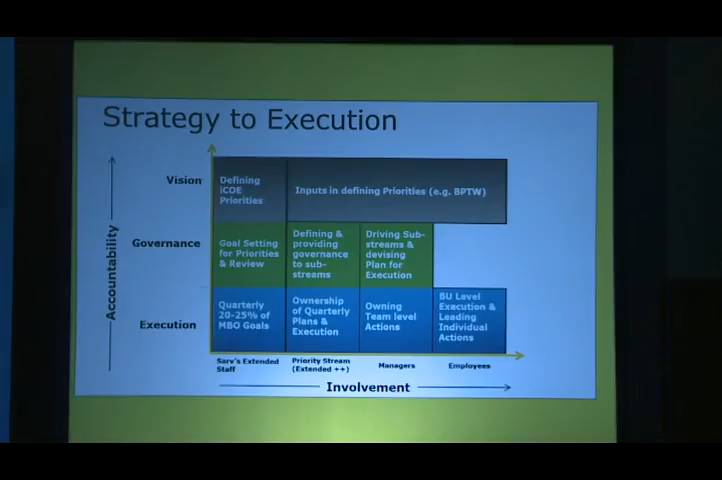 Strategy to Execution
Vision
Defining
iCOE
Priorities
Inputs in defining Priorities (e.g. BPTW)
Governance
Goal Setting
for Priorities
& Review
Defining &
providing
governance
to sub-
streams
Driving Sub-
streams &
devising
Plan for
Execution
Execution
Quarterly
20-25% of
MBO Goals
Ownership
of Quarterly
Plans &
Execution
Owning
Team level
Actions
BU Level
Execution &
Leading
Individual
Actions
Accountability
Sarv's Extended
Staff
Priority Stream
(Extended ++)
Managers
Employees
Involvement